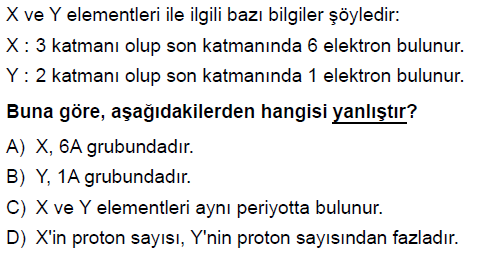 X ve Y elementleri ile ilgili bazı bilgiler şöyledir:
X : 3 katmanı olup son katmanında 6 elektron bulunur.
Y : 2 katmanı olup son katmanında 1 elektron bulunur.
Buna göre, aşağıdakilerden hangisi yanlıştır?
A) X, 6A grubundadır.
B) Y, 1A grubundadır.
C) X ve Y elementleri aynı periyotta bulunur.
D) X'in proton sayısı, Y'nin proton sayısından fazladır.